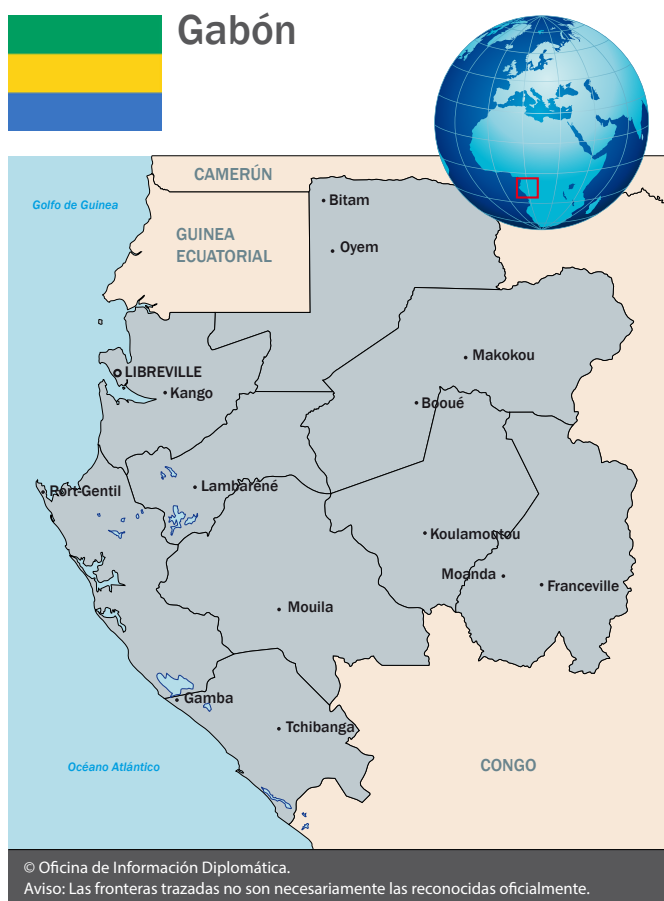 Gabón
CAMERÚN
Golfo de Guinea
Bitam
GUINEA
ECUATORIAL
Oyem
Makokou
LIBREVILLE
Kango
Booué
Lambaréné
Port-Gentil
Koulamoutou
Moanda
Franceville
Mouila
Gamba
Tchibanga
Océano Atlántico
CONGO
© Oficina de Información Diplomática.
Aviso: Las fronteras trazadas no son necesariamente las reconocidas oficialmente.